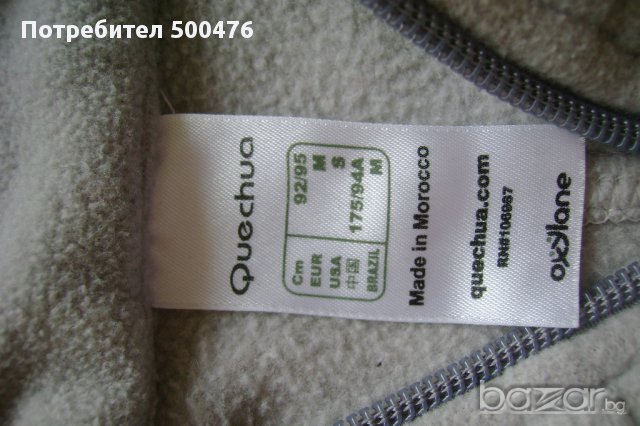 Потребител 500476
Quechua
Cm 92/95
EUR M
USA S
中国 175/94A
BRAZIL M
Made in Morocco
quechua.com
RN#106987
oxylane
bazar.bg